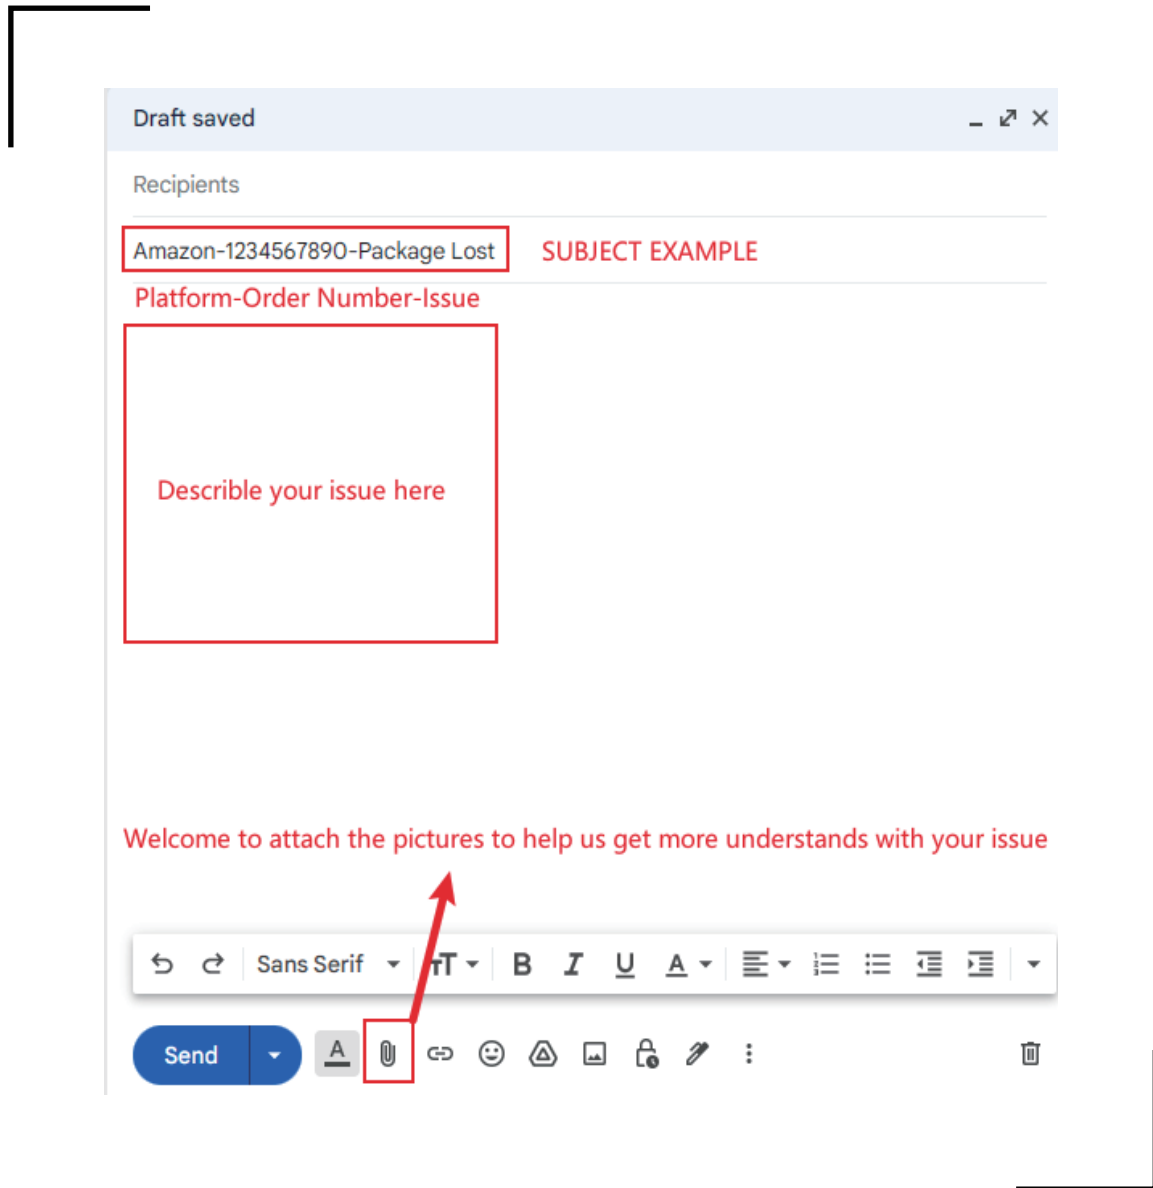 Draft saved
Recipients
Amazon-1234567890-Package Lost SUBJECT EXAMPLE
Platform-Order Number-Issue
Describle your issue here
Welcome to attach the pictures to help us get more understands with your issue
Sans Serif
Send